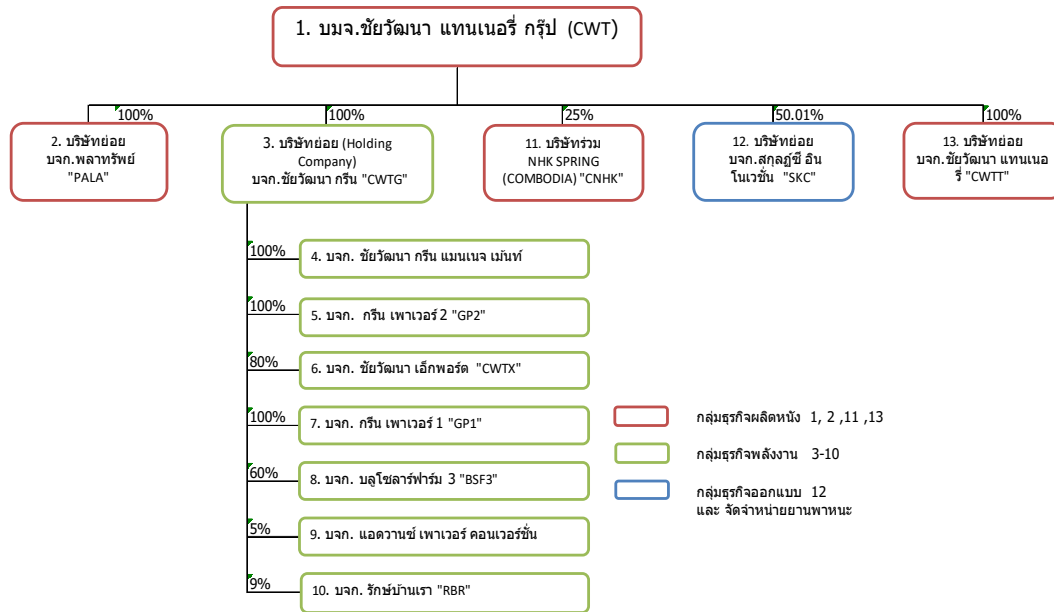 1. บมจ.ชัยวัฒนา แทนเนอรี่ กรุ๊ป (CWT)
100%
100%
25%
50.01%
100%
2. บริษัทย่อย
บจก.พลาทรัพย์
"PALA"
3. บริษัทย่อย (Holding
Company)
บจก.ชัยวัฒนา กรีน "CWTG"
11. บริษัทร่วม
NHK SPRING
(COMBODIA) "CNHK"
12. บริษัทย่อย
บจก.สกุลฎ์ซี อิน
โนเวชั่น "SKC"
13. บริษัทย่อย
บจก.ชัยวัฒนา แทนเนอ
รี่ "CWTT"
100%
4. บจก. ชัยวัฒนา กรีน แมนเนจ เม้นท์
100%
5. บจก. กรีน เพาเวอร์ 2 "GP2"
80%
6. บจก. ชัยวัฒนา เอ็กพอร์ต "CWTX"
100%
7. บจก. กรีน เพาเวอร์ 1 "GP1"
60%
8. บจก. บลูโซลาร์ฟาร์ม 3 "BSF3"
5%
9. บจก. แอดวานซ์ เพาเวอร์ คอนเวอร์ชั่น
9%
10. บจก. รักษ์บ้านเรา "RBR"
กลุ่มธุรกิจผลิตหนัง 1, 2 ,11 ,13
กลุ่มธุรกิจพลังงาน 3-10
กลุ่มธุรกิจออกแบบ 12
และ จัดจำหน่ายยานพาหนะ